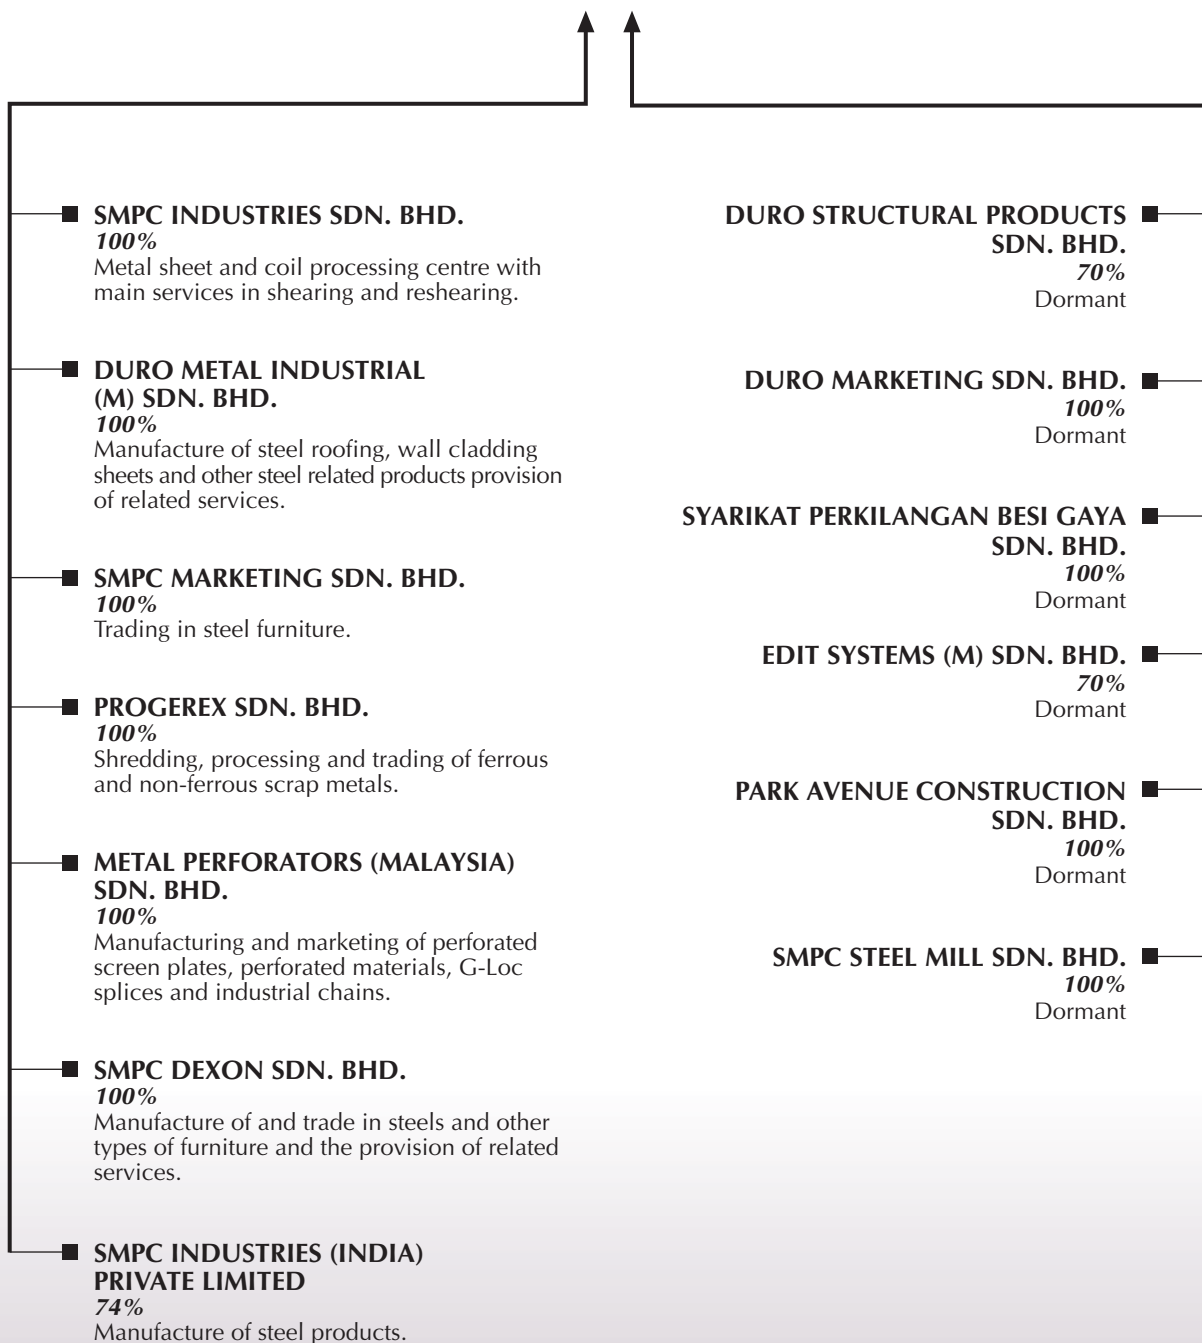 SMPC INDUSTRIES SDN. BHD.
100%
Metal sheet and coil processing centre with
main services in shearing and reshearing.
DURO METAL INDUSTRIAL
(M) SDN. BHD.
100%
Manufacture of steel roofing, wall cladding
sheets and other steel related products provision
of related services.
SMPC MARKETING SDN. BHD.
100%
Trading in steel furniture.
PROGEREX SDN. BHD.
100%
Shredding, processing and trading of ferrous
and non-ferrous scrap metals.
METAL PERFORATORS (MALAYSIA)
SDN. BHD.
100%
Manufacturing and marketing of perforated
screen plates, perforated materials, G-Loc
splices and industrial chains.
SMPC DEXON SDN. BHD.
100%
Manufacture of and trade in steels and other
types of furniture and the provision of related
services.
SMPC INDUSTRIES (INDIA)
PRIVATE LIMITED
74%
Manufacture of steel products.
DURO STRUCTURAL PRODUCTS
SDN. BHD.
70%
Dormant
DURO MARKETING SDN. BHD.
100%
Dormant
SYARIKAT PERKILANGAN BESI GAYA
SDN. BHD.
100%
Dormant
EDIT SYSTEMS (M) SDN. BHD.
70%
Dormant
PARK AVENUE CONSTRUCTION
SDN. BHD.
100%
Dormant
SMPC STEEL MILL SDN. BHD.
100%
Dormant